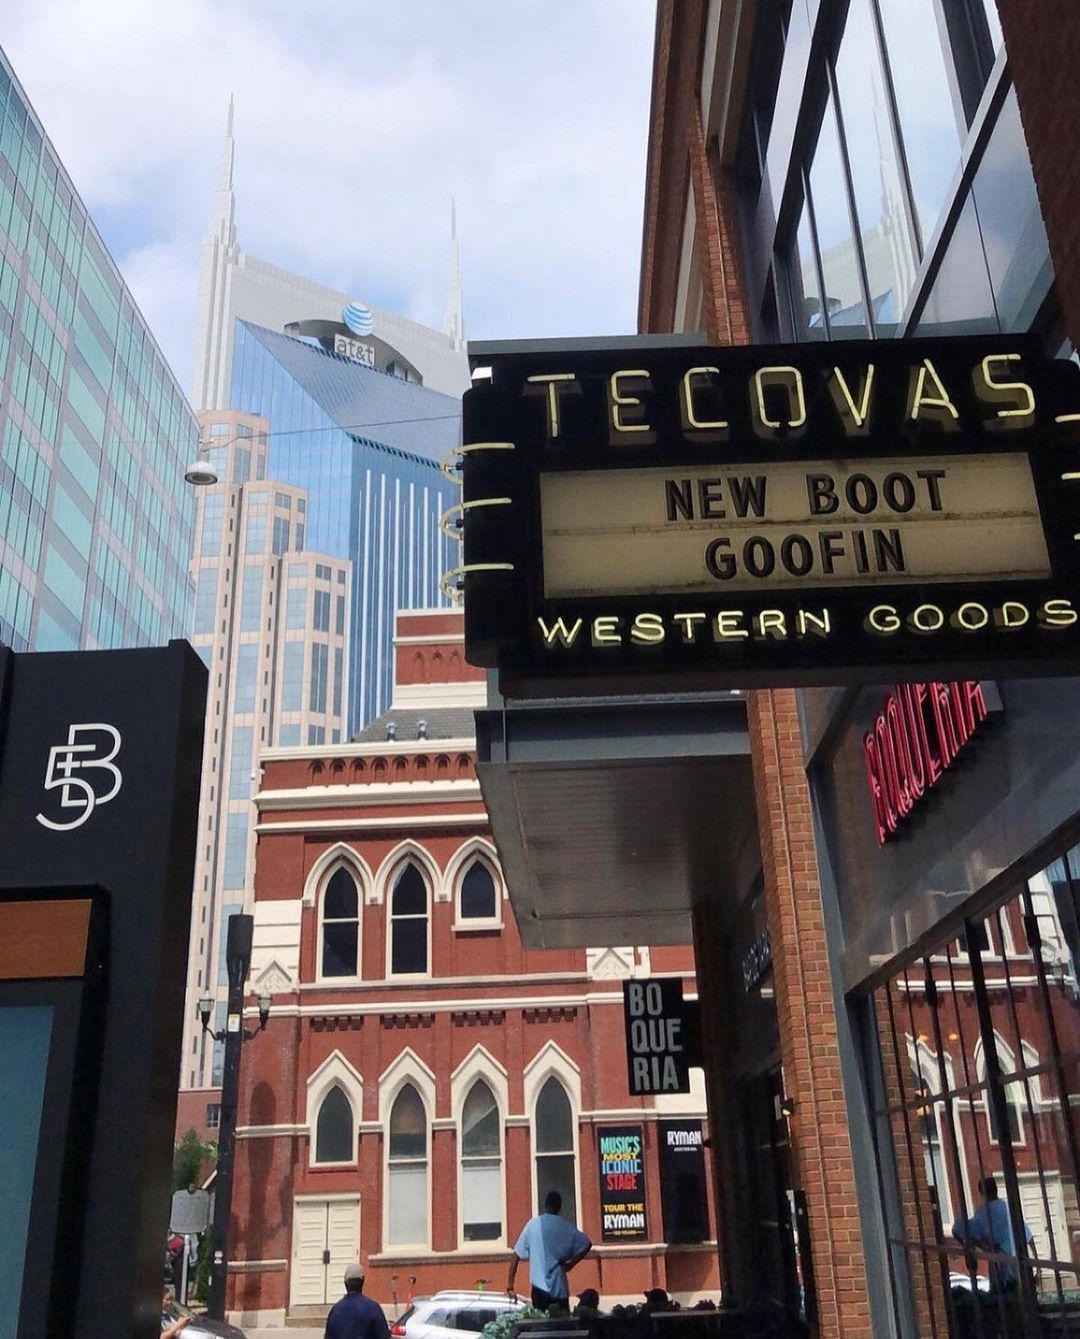 at&t
TECOVAS
NEW BOOT
GOOFIN
WESTERN GOODS
BOQUERIA
5B
BO
QUE
RIA
MUSIC'S
MOST
ICONIC
STAGE
TOUR THE
RYMAN
RYMAN